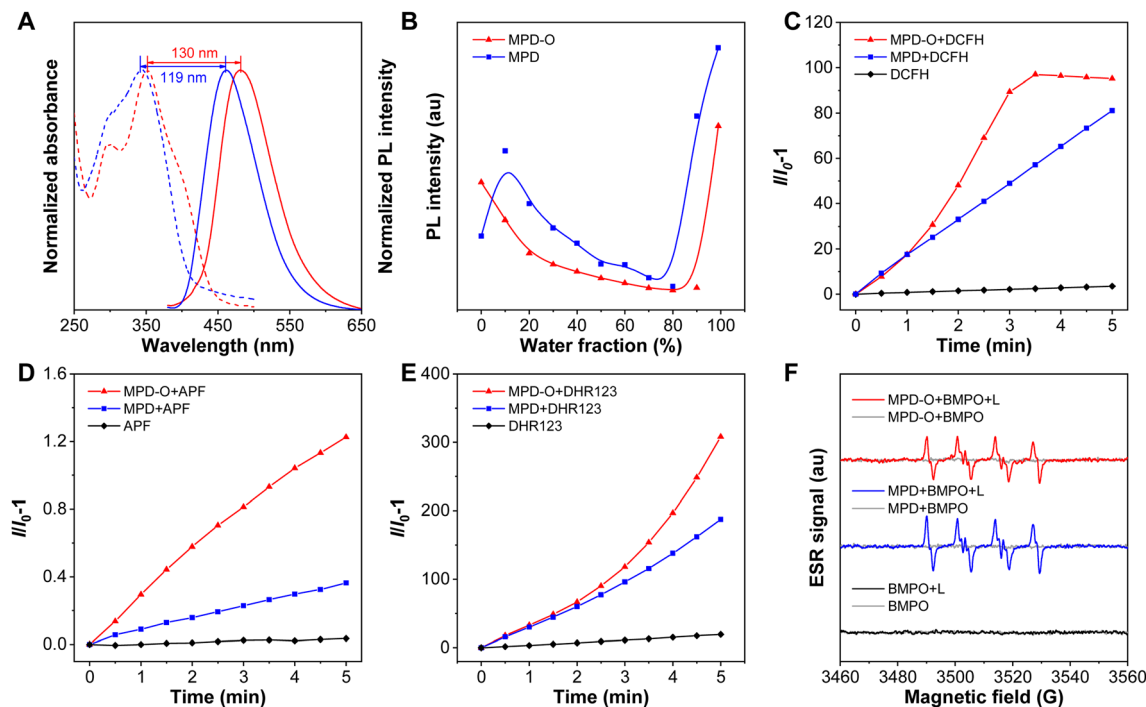 A
Normalized absorbance
Normalized PL intensity
130 nm
119 nm
250 350 450 550 650
Wavelength (nm)
B
PL intensity (au)
MPD-O
MPD
0 20 40 60 80 100
Water fraction (%)
C
I/I0-1
MPD-O+DCFH
MPD+DCFH
DCFH
120
100
80
60
40
20
0
0 1 2 3 4 5
Time (min)
D
I/I0-1
MPD-O+APF
MPD+APF
APF
1.6
1.2
0.8
0.4
0.0
0 1 2 3 4 5
Time (min)
E
I/I0-1
MPD-O+DHR123
MPD+DHR123
DHR123
400
300
200
100
0
0 1 2 3 4 5
Time (min)
F
ESR signal (au)
MPD-O+BMPO+L
MPD-O+BMPO
MPD+BMPO+L
MPD+BMPO
BMPO+L
BMPO
3460 3480 3500 3520 3540 3560
Magnetic field (G)